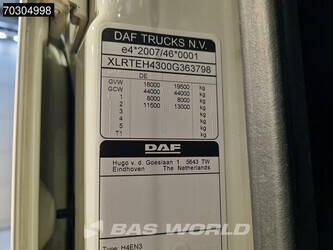 70304998
DAF TRUCKS N.V.
e4*2007/46*0001
XLRTEH4300G363798
DE
GVW 18000 19500 kg
GCW 44000 44000 kg
1 8000 8000 kg
2 11500 13000 kg
3 kg
4 kg
5 kg
T1 kg
DAF
Hugo v. d. Goeslaan 1 5643 TW
Eindhoven The Netherlands
BAS WORLD
Type: H4EN3